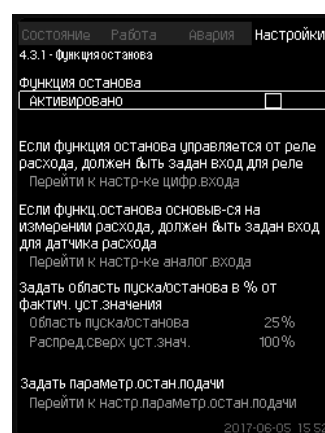 Состояние Работа Авария Настройки
4.3.1 - Функция останова
Функция останова
Активировано
Если функция останова управляется от реле
расхода, должен быть задан вход для реле
Перейти к настр-ке цифр.входа
Если функц.останова основыв-ся на
измерении расхода, должен быть задан вход
для датчика расхода
Перейти к настр-ке аналог.входа
Задать область пуска/останова в % от
фактич. уст.значения
Область пуска/останова 25%
Распред.сверх уст.знач. 100%
Задать параметр.остан.подачи
Перейти к настр.параметр.остан.подачи
2017-06-05 15:52